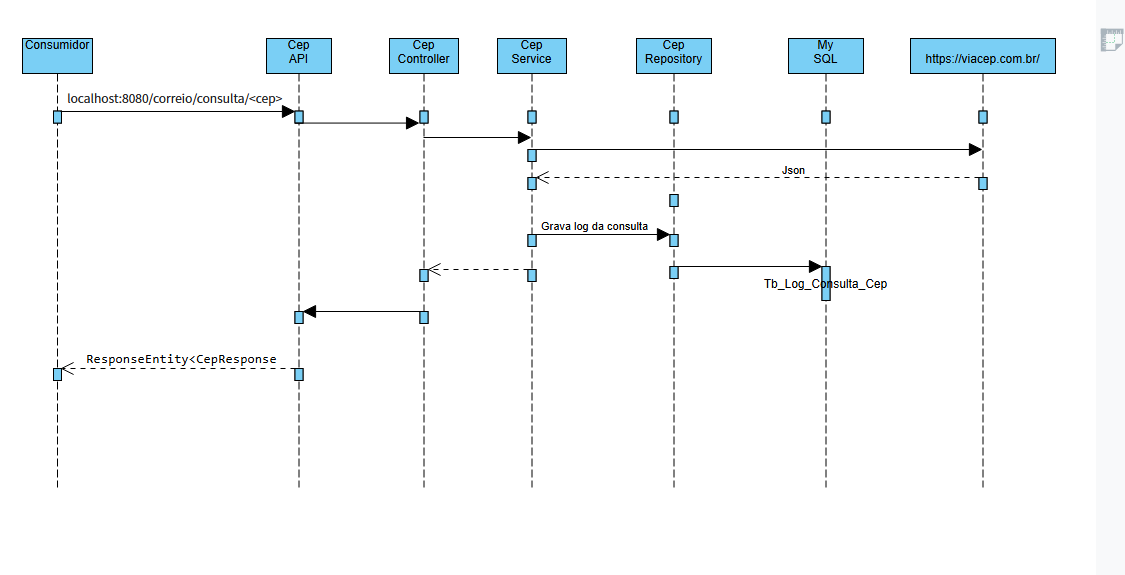 Consumidor
Cep
API
Cep
Controller
Cep
Service
Cep
Repository
My
SQL
https://viacep.com.br/
localhost:8080/correio/consulta/<cep>
Json
Grava log da consulta
Tb_Log_Consulta_Cep
ResponseEntity<CepResponse